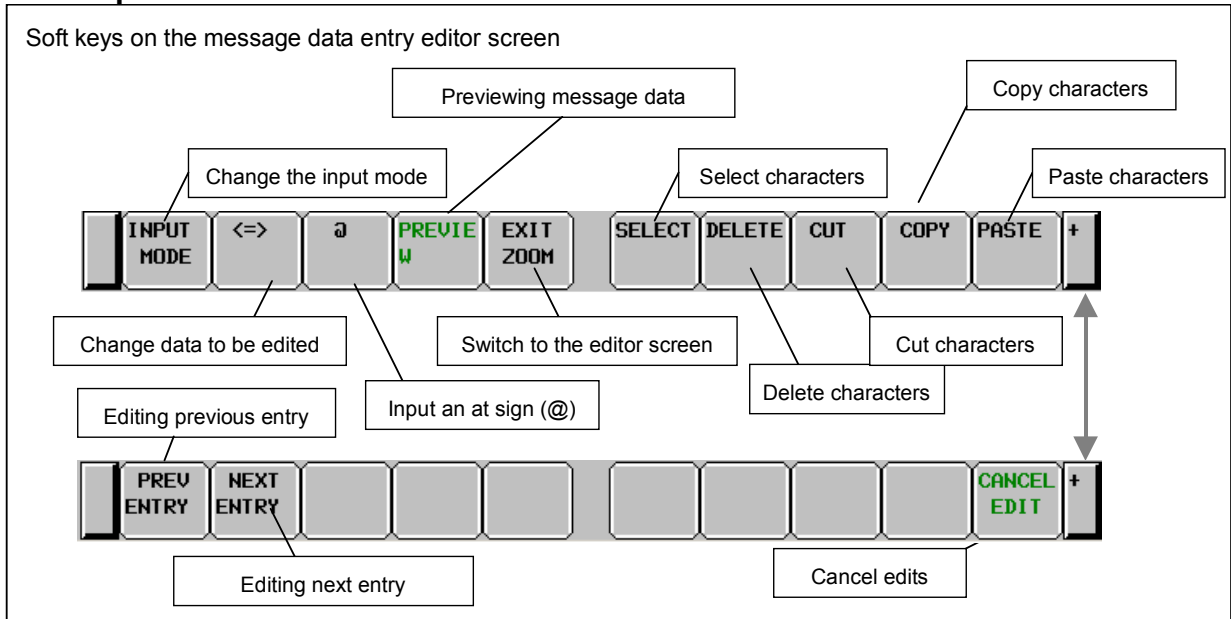 Soft keys on the message data entry editor screen
Previewing message data
Copy characters
Change the input mode
Select characters
Paste characters
INPUT MODE
<=>
@
PREVIE
W
EXIT
ZOOM
SELECT
DELETE
CUT
COPY
PASTE
+
Change data to be edited
Switch to the editor screen
Cut characters
Input an at sign (@)
Delete characters
Editing previous entry
PREV
ENTRY
NEXT
ENTRY
CANCEL
EDIT
+
Editing next entry
Cancel edits